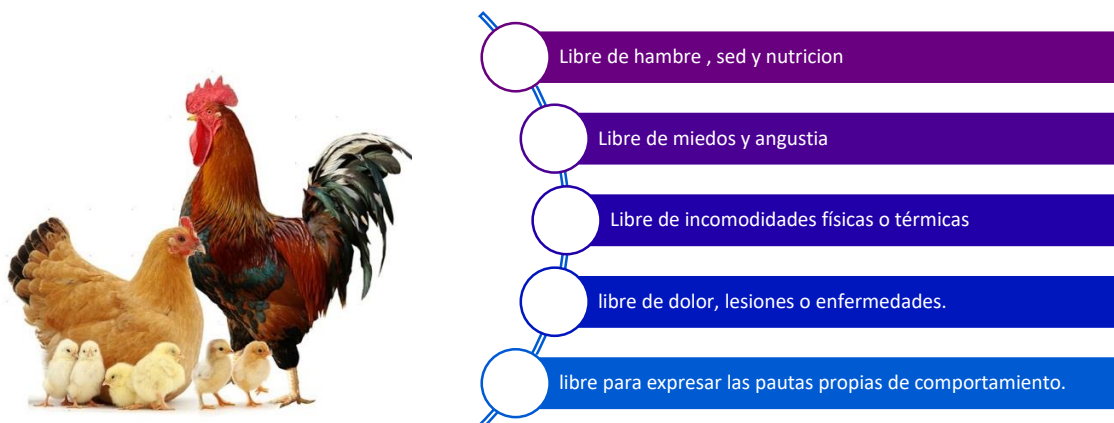 Libre de hambre , sed y nutricion
Libre de miedos y angustia
Libre de incomodidades físicas o térmicas
libre de dolor, lesiones o enfermedades.
libre para expresar las pautas propias de comportamiento.